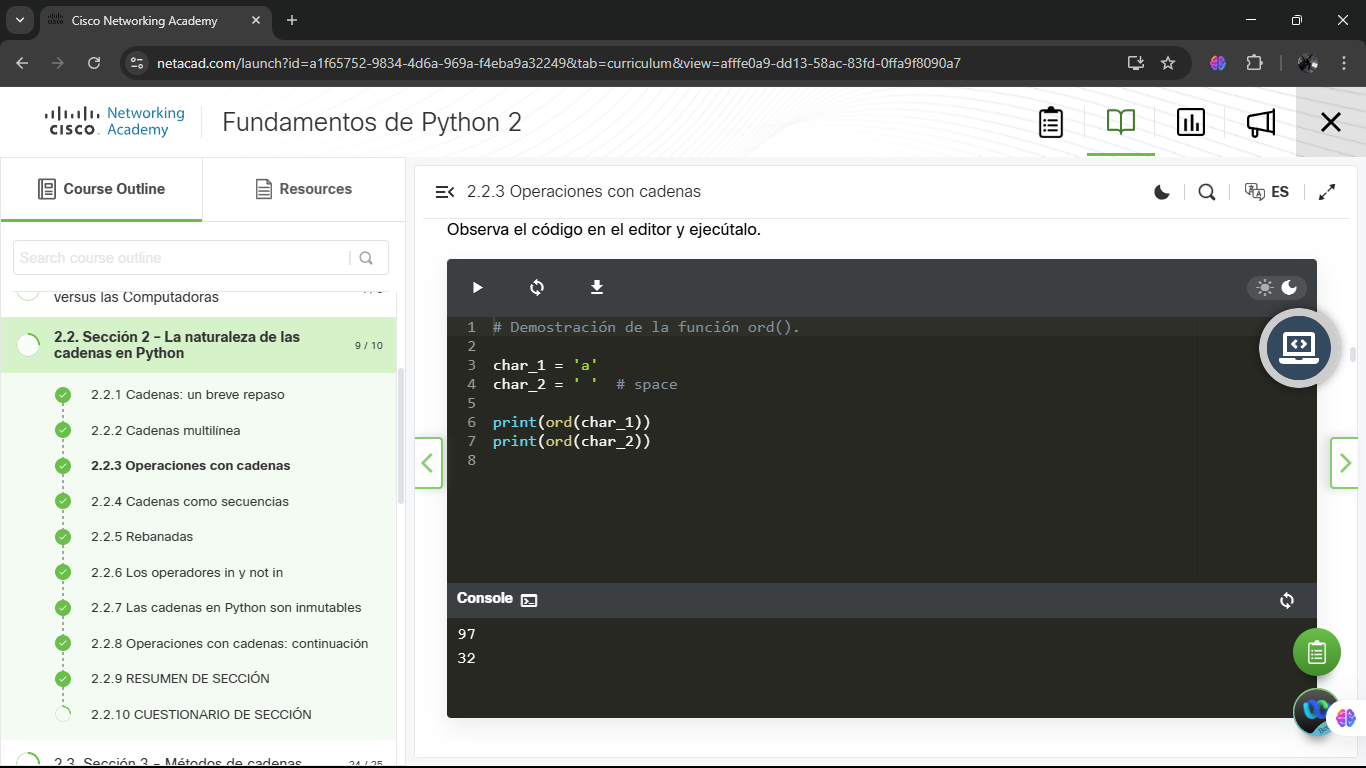 Cisco Networking Academy
netacad.com/launch?id=a1f65752-9834-4d6a-969a-f4eba9a32249&tab=curriculum&view=afffe0a9-dd13-58ac-83fd-0ffa9f8090a7
CISCO Networking Academy
Fundamentos de Python 2
Course Outline
Resources
Search course outline
versus las Computadoras
2.2. Sección 2 – La naturaleza de las
cadenas en Python
9 / 10
2.2.1 Cadenas: un breve repaso
2.2.2 Cadenas multilínea
2.2.3 Operaciones con cadenas
2.2.4 Cadenas como secuencias
2.2.5 Rebanadas
2.2.6 Los operadores in y not in
2.2.7 Las cadenas en Python son inmutables
2.2.8 Operaciones con cadenas: continuación
2.2.9 RESUMEN DE SECCIÓN
2.2.10 CUESTIONARIO DE SECCIÓN
2.3. Sección 3 – Métodos de cadenas
24 / 25
2.2.3 Operaciones con cadenas
ES
Observa el código en el editor y ejecútalo.
1 # Demostración de la función ord().
2
3 char_1 = 'a'
4 char_2 = ' '  # space
5
6 print(ord(char_1))
7 print(ord(char_2))
8
Console
97
32